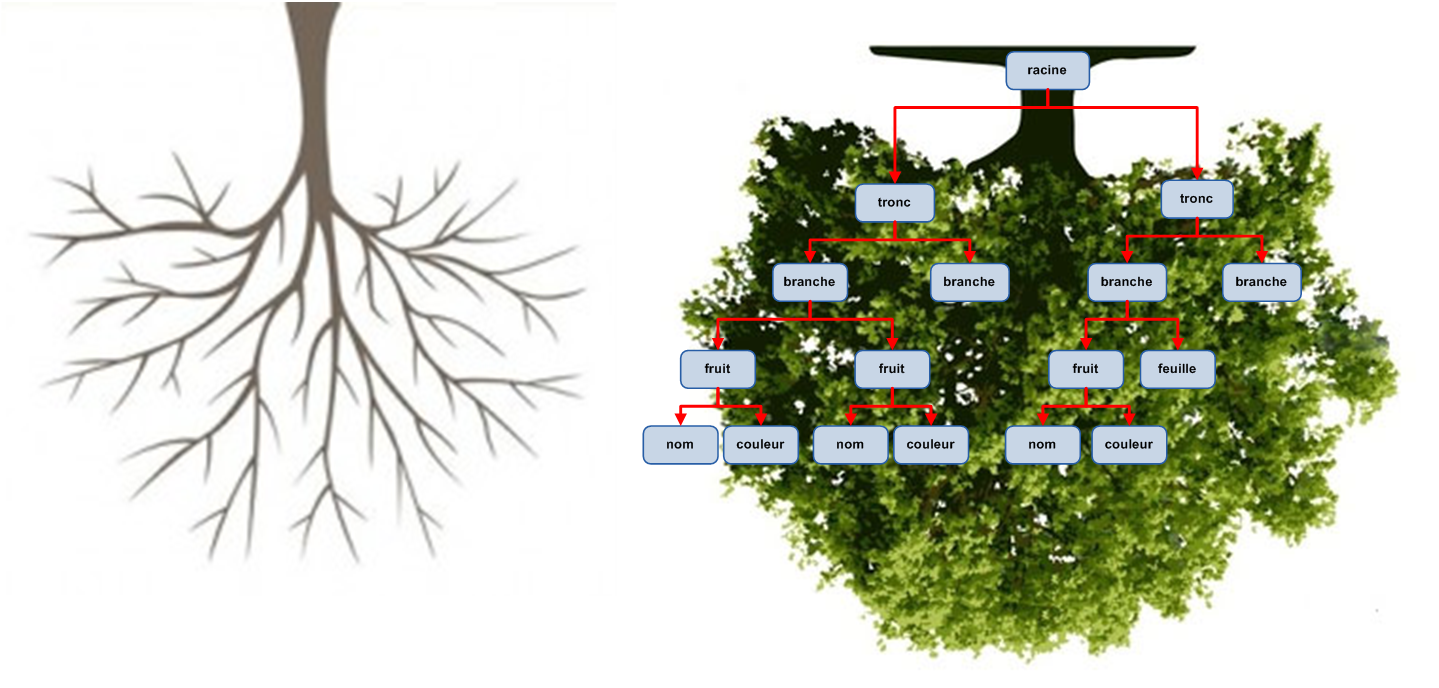 racine
tronc
tronc
branche
branche
branche
branche
fruit
fruit
fruit
feuille
nom
couleur
nom
couleur
nom
couleur